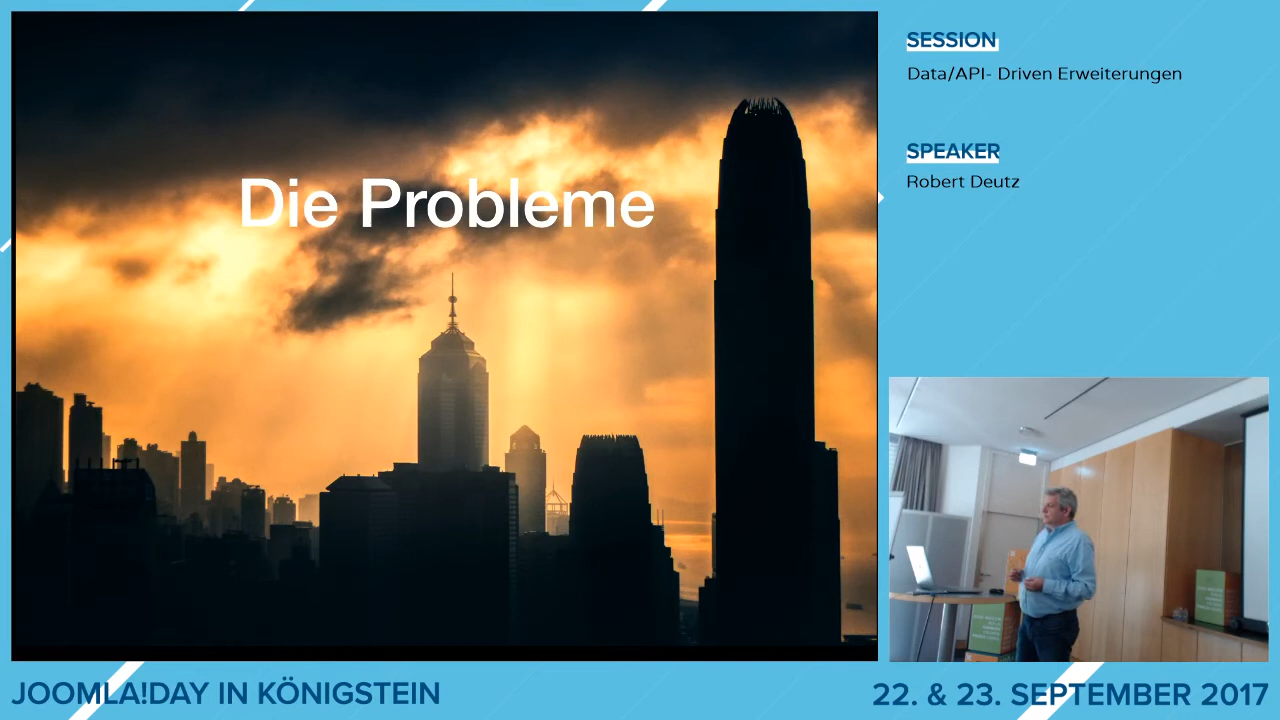 Die Probleme
SESSION
Data/API- Driven Erweiterungen
SPEAKER
Robert Deutz
JOOMLA!DAY IN KÖNIGSTEIN
22. & 23. SEPTEMBER 2017